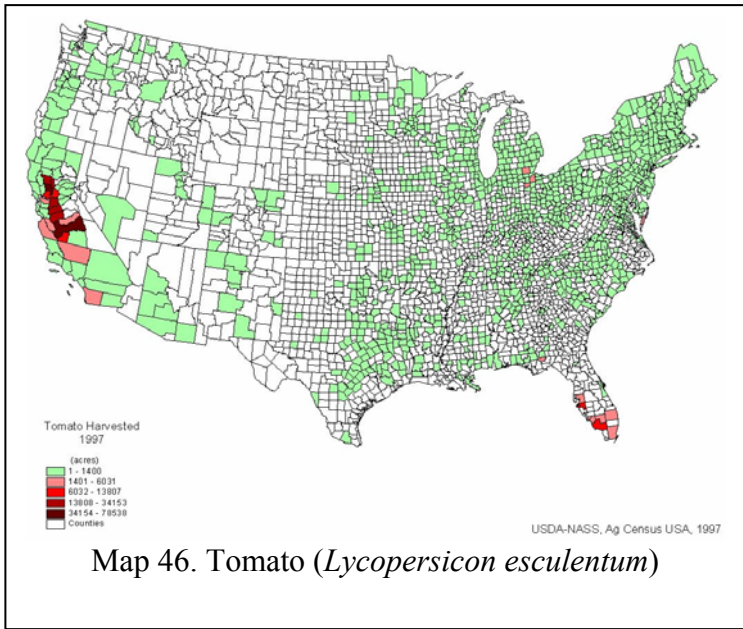 Tomato Harvested
1997
(acres)
1 - 1400
1401 - 6031
6032 - 13807
13808 - 34153
34154 - 78538
Counties
USDA-NASS, Ag Census USA, 1997
Map 46. Tomato (Lycopersicon esculentum)